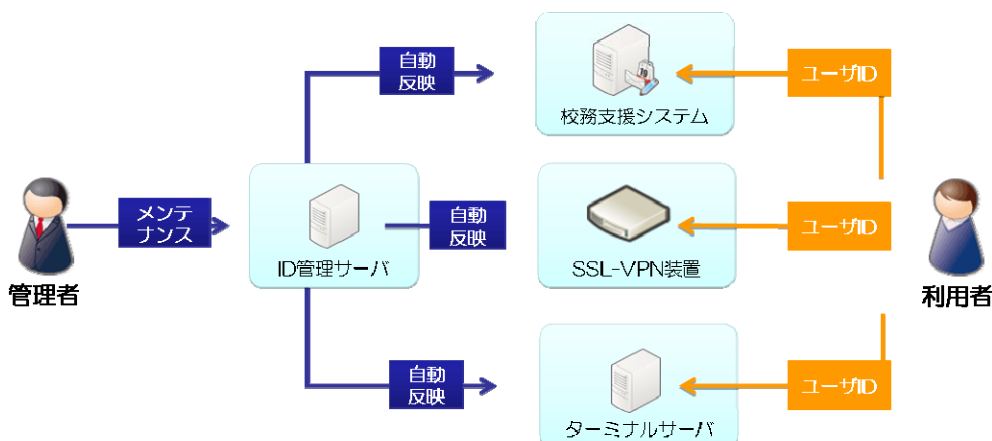 自動
反映
ユーザID
校務支援システム
メンテ
ナンス
自動
反映
ユーザID
ID管理サーバ
SSL-VPN装置
管理者
利用者
自動
反映
ユーザID
ターミナルサーバ